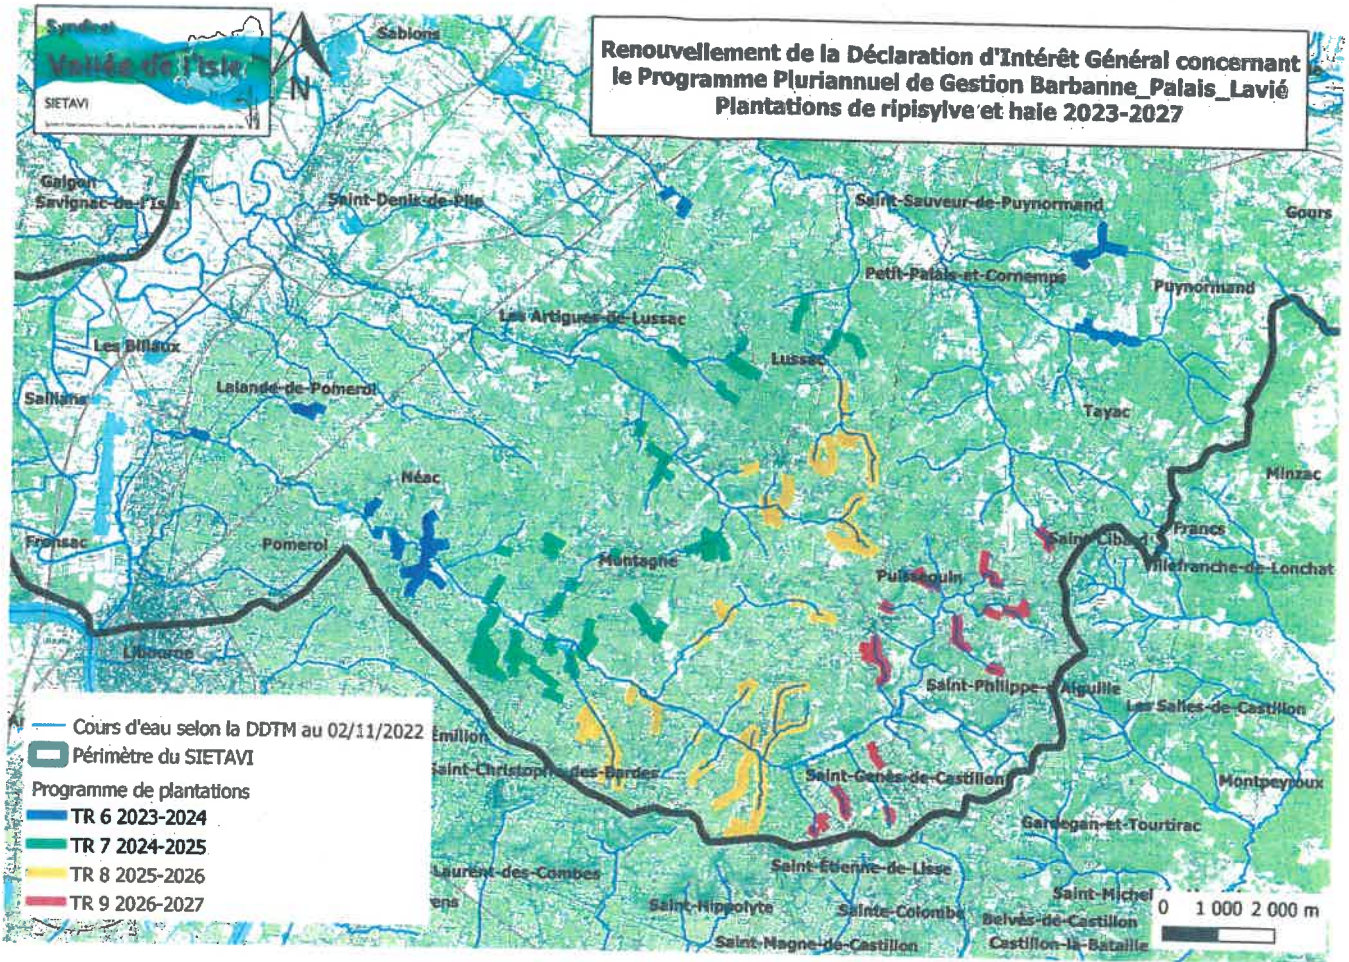 Syndicat
Vallée de l'Isle
SIETAVI
N
Renouvellement de la Déclaration d'Intérêt Général concernant
le Programme Pluriannuel de Gestion Barbanne_Palais_Lavié
Plantations de ripisylve et haie 2023-2027
Sablons
Galgon
Savignac-de-l'Isle
Saint-Denis-de-Pile
Saint-Sauveur-de-Puynormand
Gours
Petit-Palais-et-Cornemps
Puynormand
Les Artigues-de-Lussac
Les Billaux
Lussac
Lalande-de-Pomerol
Saillans
Tayac
Néac
Minzac
Fronsac
Pomerol
Montagne
Saint-Cibard
Francs
Villefranche-de-Lonchat
Puisseguin
Libourne
Saint-Philippe-d'Aiguille
Les Salles-de-Castillon
Émilion
Saint-Christophe-des-Bardes
Saint-Genès-de-Castillon
Montpeyroux
Gardegan-et-Tourtirac
Laurent-des-Combes
Saint-Étienne-de-Lisse
Saint-Michel
Saint-Hippolyte
Sainte-Colombe
Belvès-de-Castillon
Saint-Magne-de-Castillon
Castillon-la-Bataille
ens
Cours d'eau selon la DDTM au 02/11/2022
Périmètre du SIETAVI
Programme de plantations
TR 6 2023-2024
TR 7 2024-2025
TR 8 2025-2026
TR 9 2026-2027
0 1 000 2 000 m